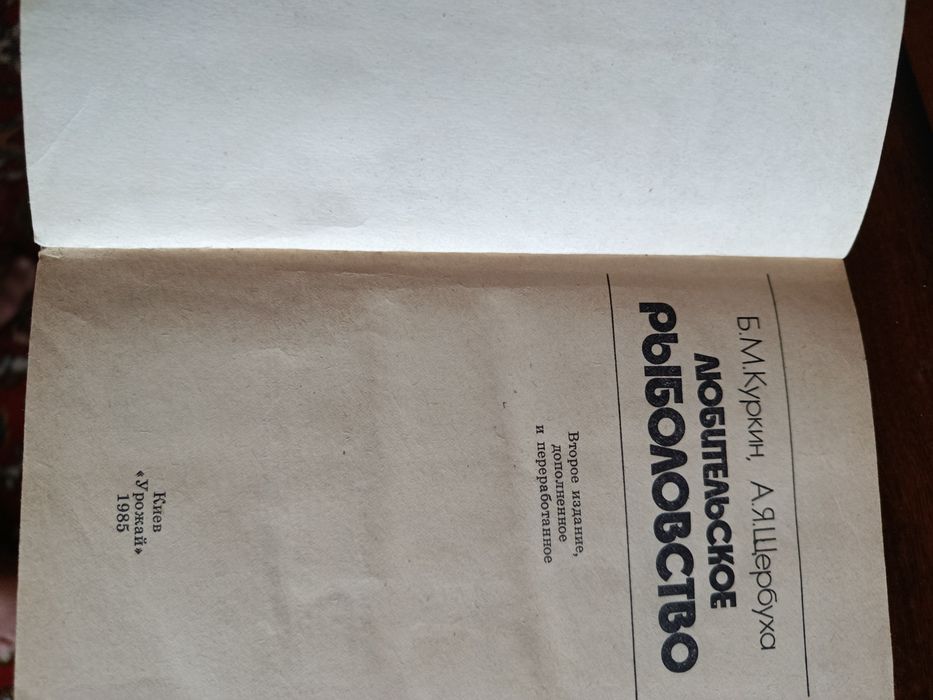 Б.М.Куркин, А.Я.Щербуха
ЛЮБИТЕЛЬСКОЕ
РЫБОЛОВСТВО
Второе издание,
дополненное
и переработанное
Киев
«Урожай»
1985